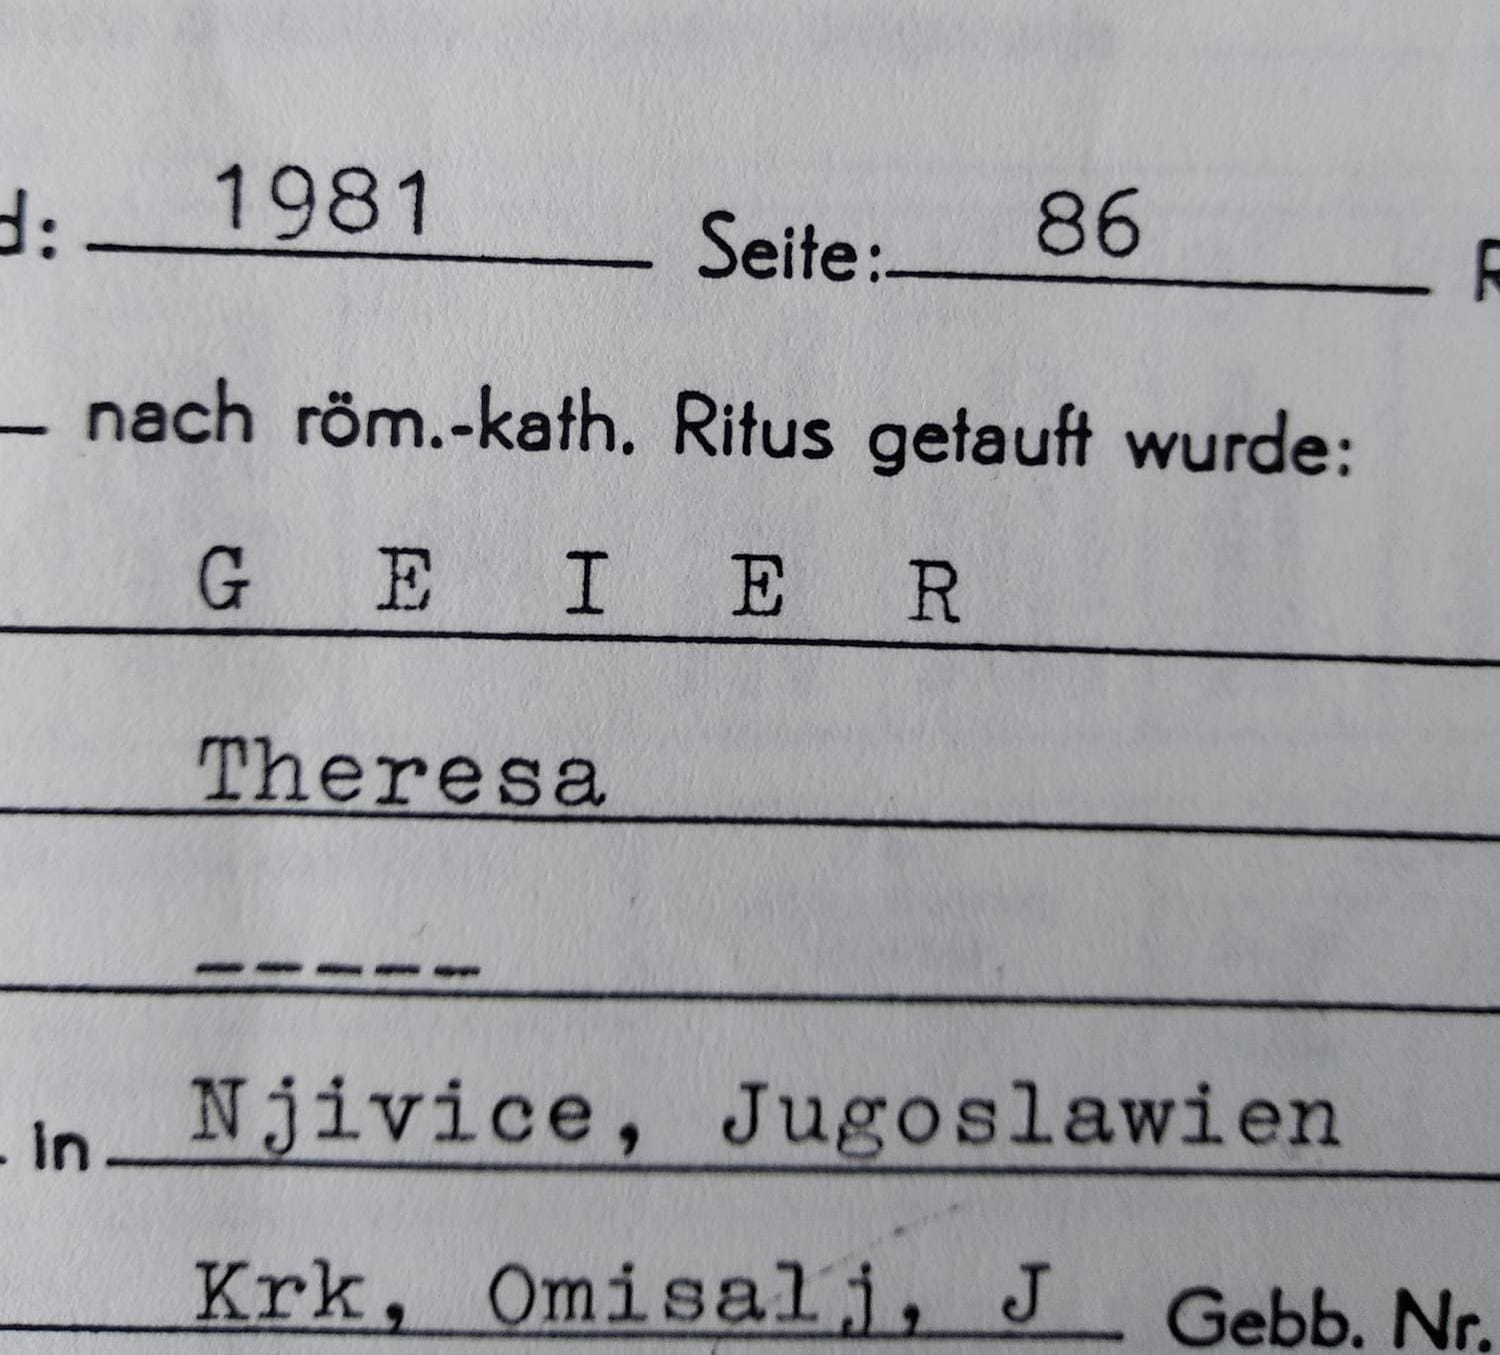 d: 1981 Seite: 86 R
nach röm.-kath. Ritus getauft wurde:
G E I E R
Theresa
-----
in Njivice, Jugoslawien
Krk, Omisalj, J Gebb. Nr.